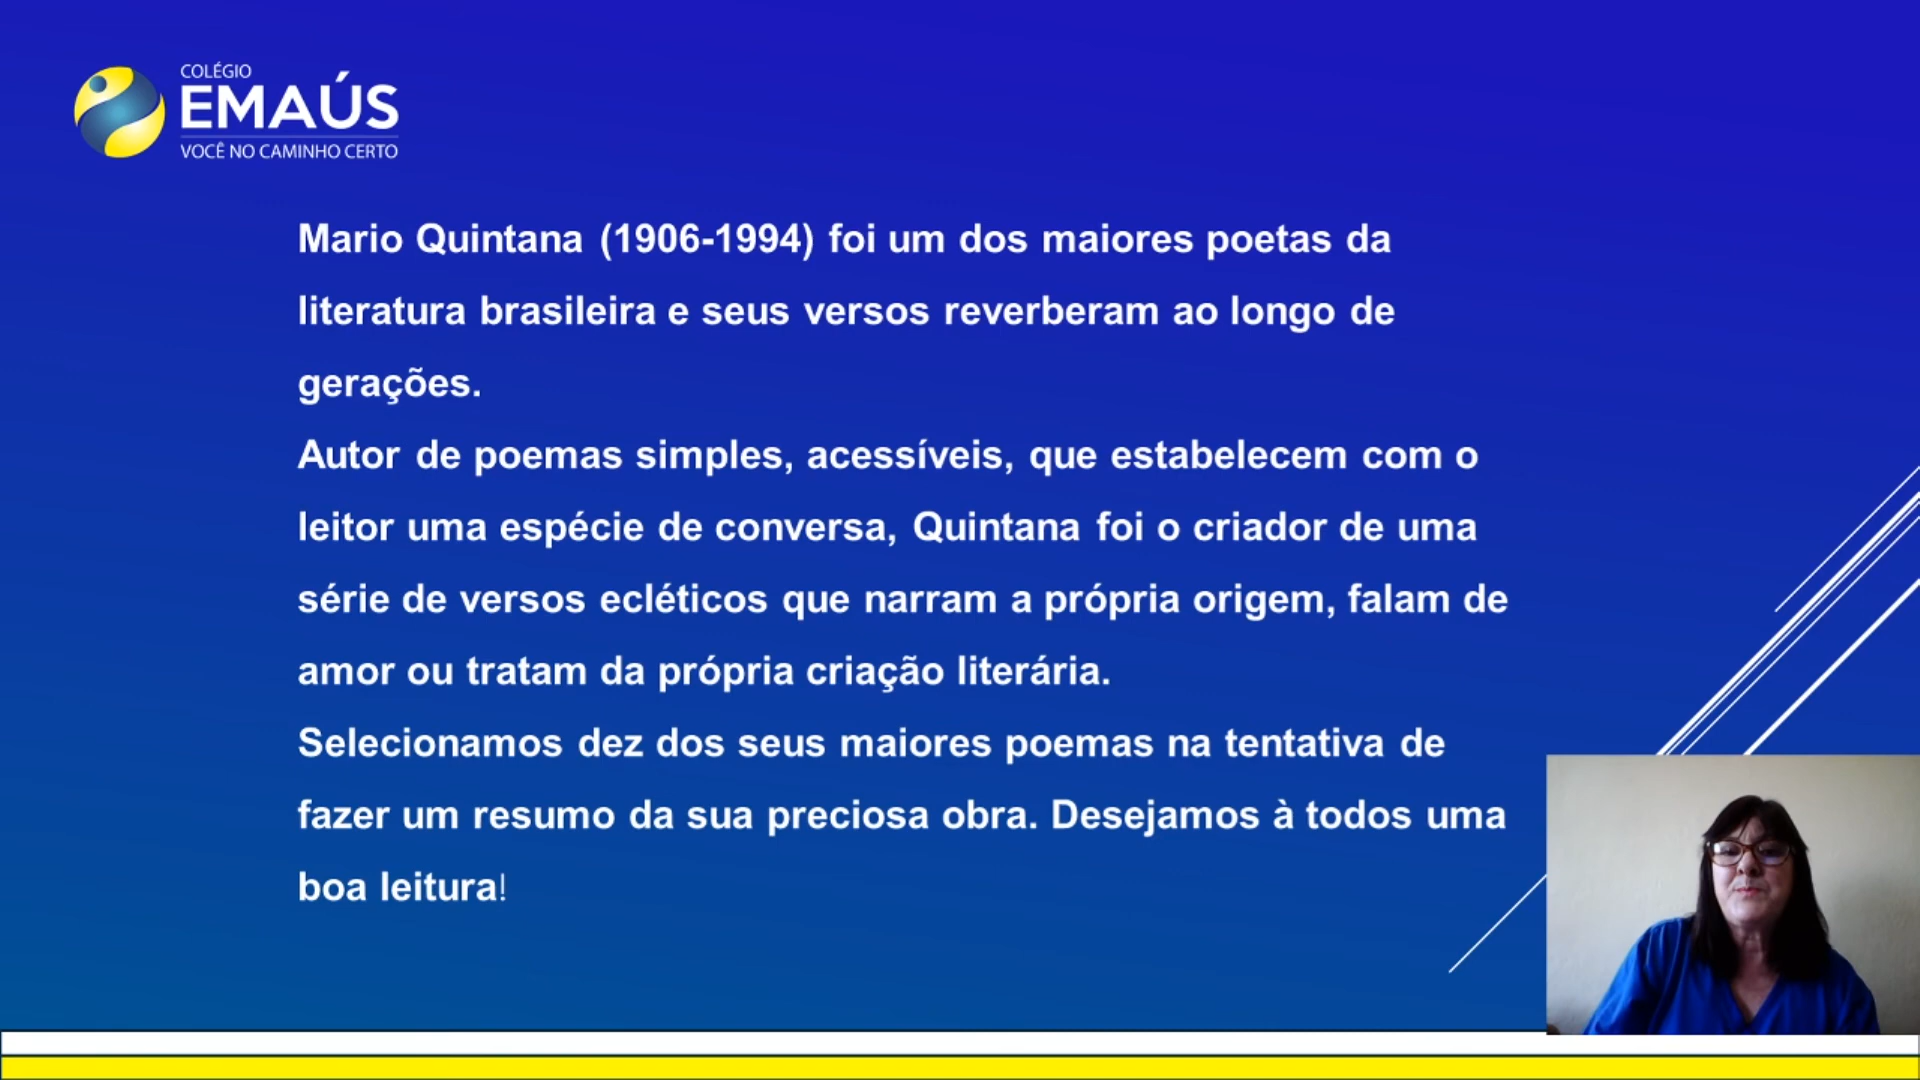 COLÉGIO
EMAÚS
VOCÊ NO CAMINHO CERTO
Mario Quintana (1906-1994) foi um dos maiores poetas da
literatura brasileira e seus versos reverberam ao longo de
gerações.
Autor de poemas simples, acessíveis, que estabelecem com o
leitor uma espécie de conversa, Quintana foi o criador de uma
série de versos ecléticos que narram a própria origem, falam de
amor ou tratam da própria criação literária.
Selecionamos dez dos seus maiores poemas na tentativa de
fazer um resumo da sua preciosa obra. Desejamos à todos uma
boa leitura!